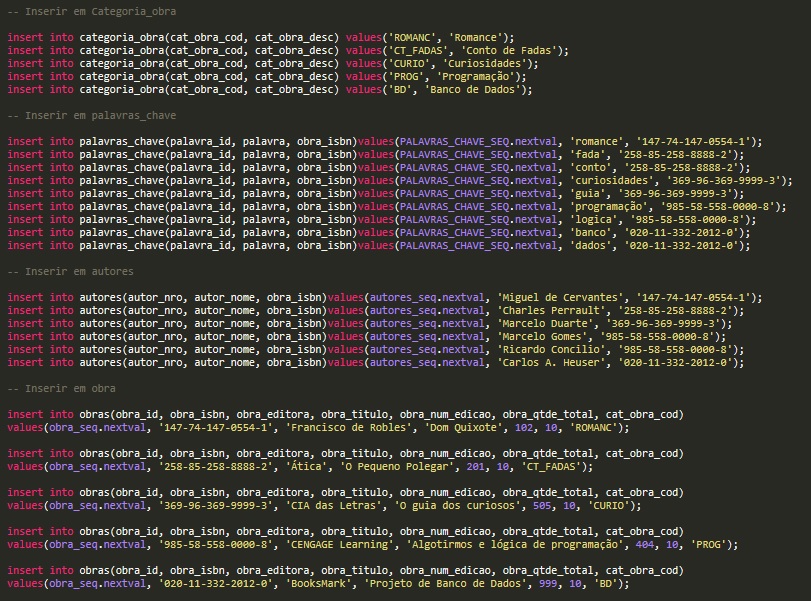 -- Inserir em Categoria_obra
insert into categoria_obra(cat_obra_cod, cat_obra_desc) values('ROMANC', 'Romance');
insert into categoria_obra(cat_obra_cod, cat_obra_desc) values('CT_FADAS', 'Conto de Fadas');
insert into categoria_obra(cat_obra_cod, cat_obra_desc) values('CURIO', 'Curiosidades');
insert into categoria_obra(cat_obra_cod, cat_obra_desc) values('PROG', 'Programação');
insert into categoria_obra(cat_obra_cod, cat_obra_desc) values('BD', 'Banco de Dados');
-- Inserir em palavras_chave
insert into palavras_chave(palavra_id, palavra, obra_isbn)values(PALAVRAS_CHAVE_SEQ.nextval, 'romance', '147-74-147-0554-1');
insert into palavras_chave(palavra_id, palavra, obra_isbn)values(PALAVRAS_CHAVE_SEQ.nextval, 'fada', '258-85-258-8888-2');
insert into palavras_chave(palavra_id, palavra, obra_isbn)values(PALAVRAS_CHAVE_SEQ.nextval, 'conto', '258-85-258-8888-2');
insert into palavras_chave(palavra_id, palavra, obra_isbn)values(PALAVRAS_CHAVE_SEQ.nextval, 'curiosidades', '369-96-369-9999-3');
insert into palavras_chave(palavra_id, palavra, obra_isbn)values(PALAVRAS_CHAVE_SEQ.nextval, 'guia', '369-96-369-9999-3');
insert into palavras_chave(palavra_id, palavra, obra_isbn)values(PALAVRAS_CHAVE_SEQ.nextval, 'programação', '985-58-558-0000-8');
insert into palavras_chave(palavra_id, palavra, obra_isbn)values(PALAVRAS_CHAVE_SEQ.nextval, 'logica', '985-58-558-0000-8');
insert into palavras_chave(palavra_id, palavra, obra_isbn)values(PALAVRAS_CHAVE_SEQ.nextval, 'banco', '020-11-332-2012-0');
insert into palavras_chave(palavra_id, palavra, obra_isbn)values(PALAVRAS_CHAVE_SEQ.nextval, 'dados', '020-11-332-2012-0');
-- Inserir em autores
insert into autores(autor_nro, autor_nome, obra_isbn)values(autores_seq.nextval, 'Miguel de Cervantes', '147-74-147-0554-1');
insert into autores(autor_nro, autor_nome, obra_isbn)values(autores_seq.nextval, 'Charles Perrault', '258-85-258-8888-2');
insert into autores(autor_nro, autor_nome, obra_isbn)values(autores_seq.nextval, 'Marcelo Duarte', '369-96-369-9999-3');
insert into autores(autor_nro, autor_nome, obra_isbn)values(autores_seq.nextval, 'Marcelo Gomes', '985-58-558-0000-8');
insert into autores(autor_nro, autor_nome, obra_isbn)values(autores_seq.nextval, 'Ricardo Concilio', '985-58-558-0000-8');
insert into autores(autor_nro, autor_nome, obra_isbn)values(autores_seq.nextval, 'Carlos A. Heuser', '020-11-332-2012-0');
-- Inserir em obra
insert into obras(obra_id, obra_isbn, obra_editora, obra_titulo, obra_num_edicao, obra_qtde_total, cat_obra_cod)
values(obra_seq.nextval, '147-74-147-0554-1', 'Francisco de Robles', 'Dom Quixote', 102, 10, 'ROMANC');
insert into obras(obra_id, obra_isbn, obra_editora, obra_titulo, obra_num_edicao, obra_qtde_total, cat_obra_cod)
values(obra_seq.nextval, '258-85-258-8888-2', 'Ática', 'O Pequeno Polegar', 201, 10, 'CT_FADAS');
insert into obras(obra_id, obra_isbn, obra_editora, obra_titulo, obra_num_edicao, obra_qtde_total, cat_obra_cod)
values(obra_seq.nextval, '369-96-369-9999-3', 'CIA das Letras', 'O guia dos curiosos', 505, 10, 'CURIO');
insert into obras(obra_id, obra_isbn, obra_editora, obra_titulo, obra_num_edicao, obra_qtde_total, cat_obra_cod)
values(obra_seq.nextval, '985-58-558-0000-8', 'CENGAGE Learning', 'Algotirmos e lógica de programação', 404, 10, 'PROG');
insert into obras(obra_id, obra_isbn, obra_editora, obra_titulo, obra_num_edicao, obra_qtde_total, cat_obra_cod)
values(obra_seq.nextval, '020-11-332-2012-0', 'BooksMark', 'Projeto de Banco de Dados', 999, 10, 'BD');